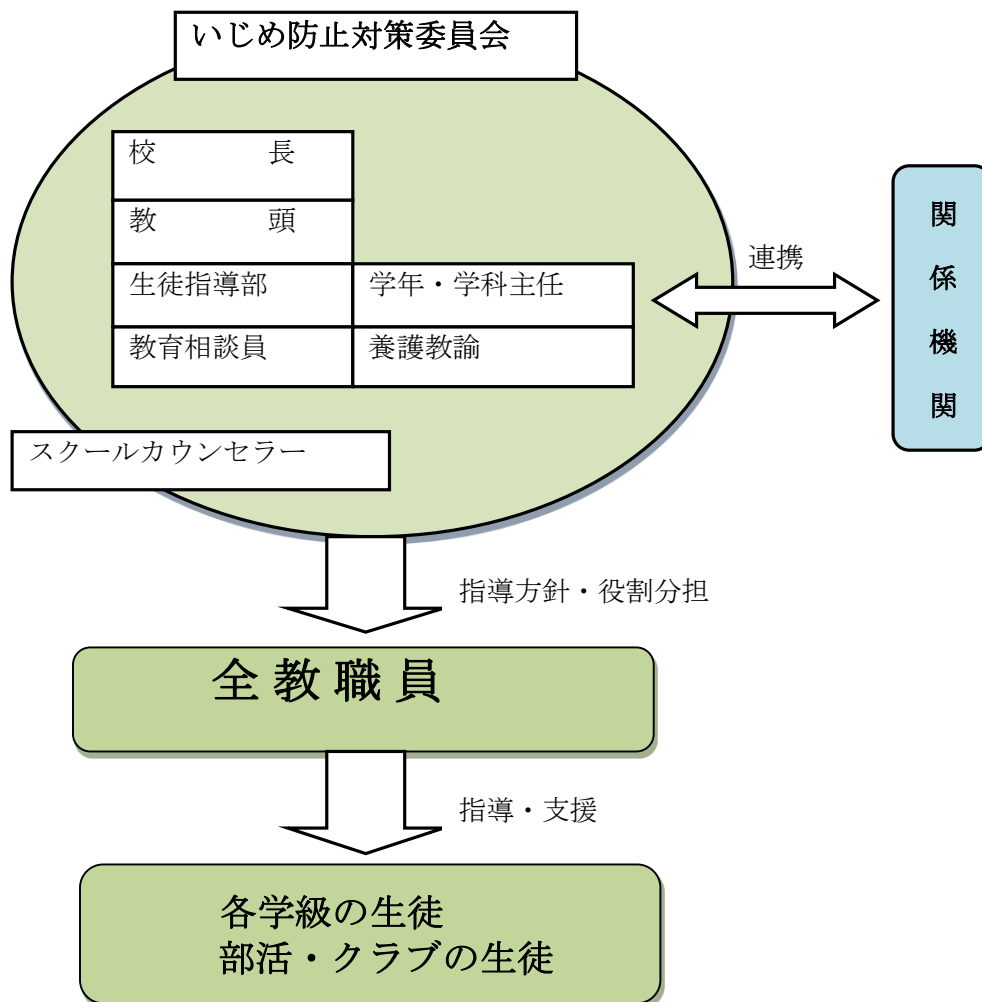 いじめ防止対策委員会
校　　　　長
教　　　　頭
生徒指導部　学年・学科主任
教育相談員　養護教諭
スクールカウンセラー
連携
関係機関
指導方針・役割分担
全教職員
指導・支援
各学級の生徒
部活・クラブの生徒